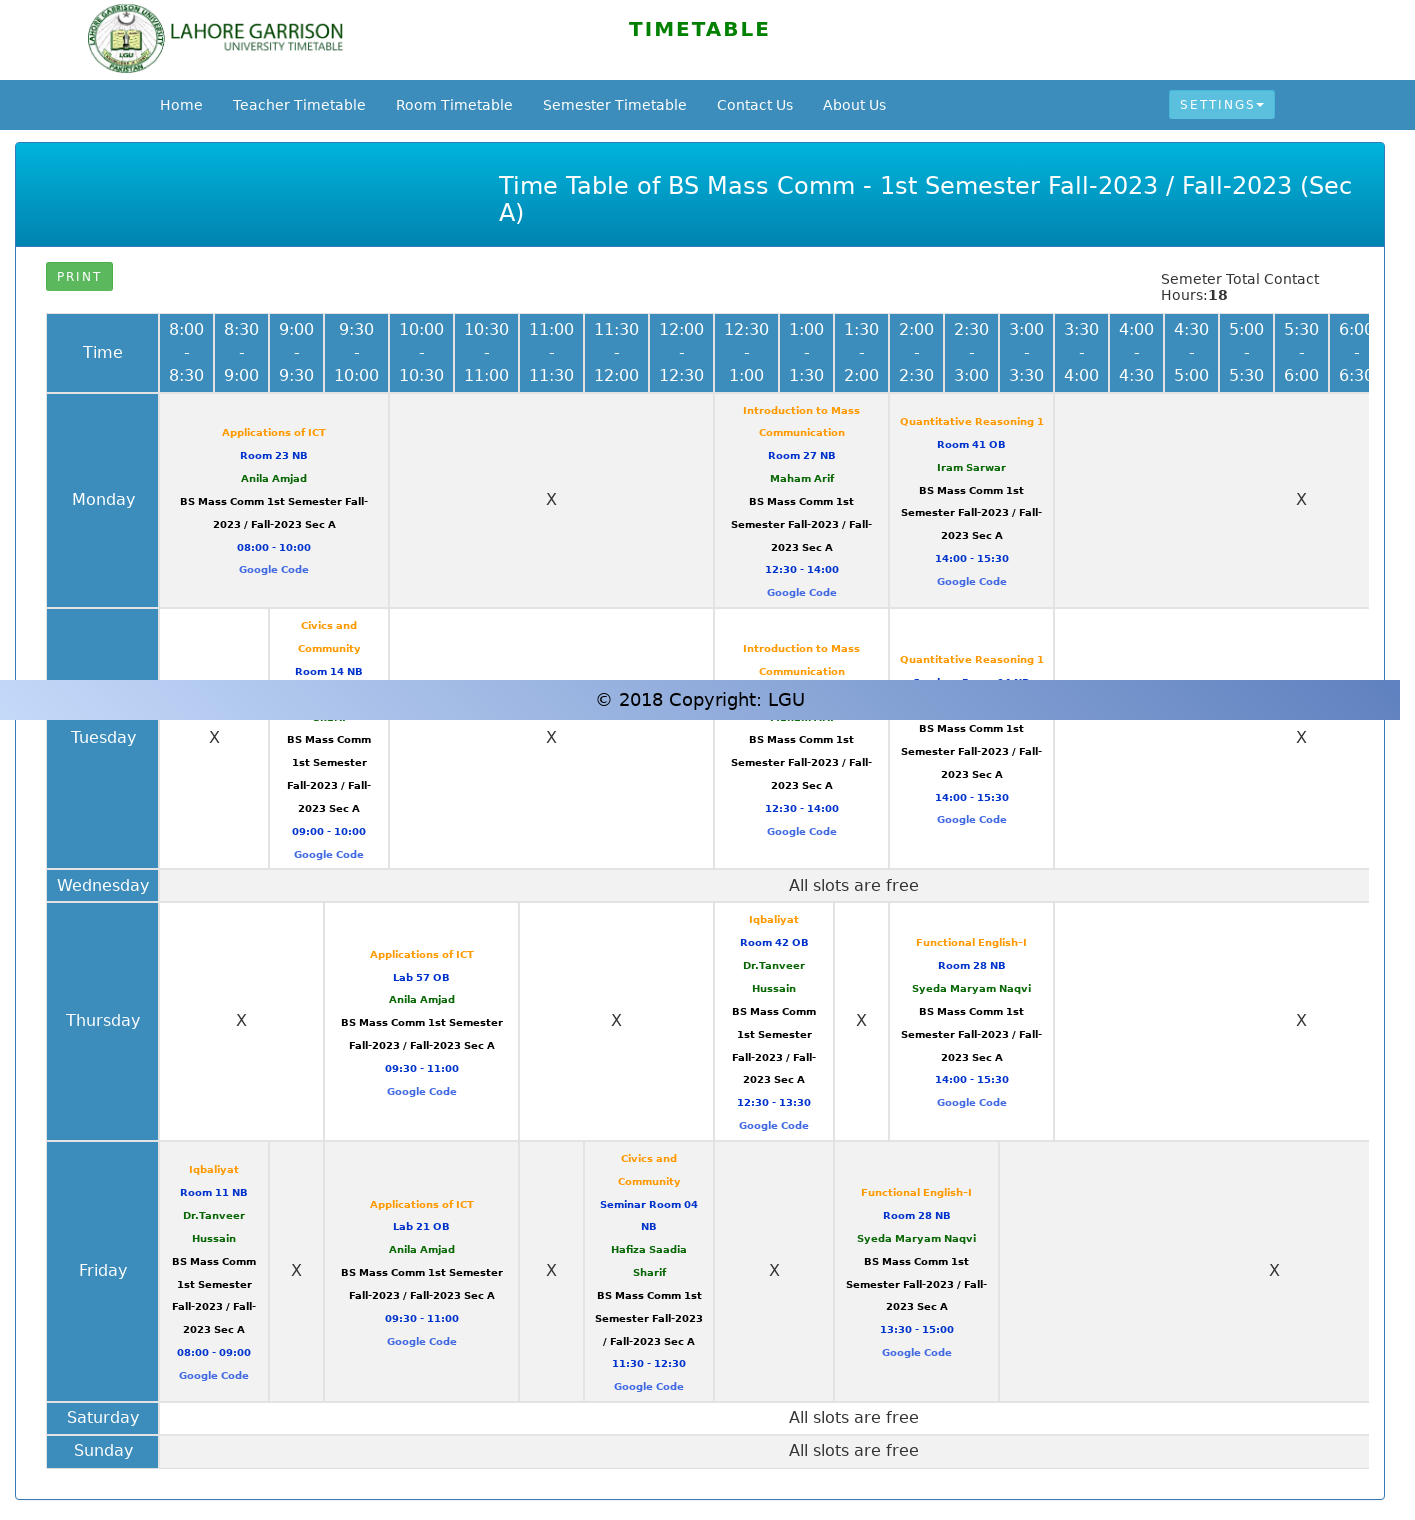 LAHORE GARRISON
UNIVERSITY TIMETABLE
TIMETABLE
Home Teacher Timetable Room Timetable Semester Timetable Contact Us About Us SETTINGS
Time Table of BS Mass Comm - 1st Semester Fall-2023 / Fall-2023 (Sec
A)
PRINT
Semeter Total Contact
Hours:18
Time
8:00 - 8:30
8:30 - 9:00
9:00 - 9:30
9:30 - 10:00
10:00 - 10:30
10:30 - 11:00
11:00 - 11:30
11:30 - 12:00
12:00 - 12:30
12:30 - 1:00
1:00 - 1:30
1:30 - 2:00
2:00 - 2:30
2:30 - 3:00
3:00 - 3:30
3:30 - 4:00
4:00 - 4:30
4:30 - 5:00
5:00 - 5:30
5:30 - 6:00
6:00 - 6:30
Monday
Applications of ICT
Room 23 NB
Anila Amjad
BS Mass Comm 1st Semester Fall-
2023 / Fall-2023 Sec A
08:00 - 10:00
Google Code
X
Introduction to Mass
Communication
Room 27 NB
Maham Arif
BS Mass Comm 1st
Semester Fall-2023 / Fall-
2023 Sec A
12:30 - 14:00
Google Code
Quantitative Reasoning 1
Room 41 OB
Iram Sarwar
BS Mass Comm 1st
Semester Fall-2023 / Fall-
2023 Sec A
14:00 - 15:30
Google Code
X
Tuesday
X
Civics and
Community
Room 14 NB
BS Mass Comm
1st Semester
Fall-2023 / Fall-
2023 Sec A
09:00 - 10:00
Google Code
X
Introduction to Mass
Communication
BS Mass Comm 1st
Semester Fall-2023 / Fall-
2023 Sec A
12:30 - 14:00
Google Code
Quantitative Reasoning 1
BS Mass Comm 1st
Semester Fall-2023 / Fall-
2023 Sec A
14:00 - 15:30
Google Code
X
© 2018 Copyright: LGU
Wednesday
All slots are free
Thursday
X
Applications of ICT
Lab 57 OB
Anila Amjad
BS Mass Comm 1st Semester
Fall-2023 / Fall-2023 Sec A
09:30 - 11:00
Google Code
X
Iqbaliyat
Room 42 OB
Dr.Tanveer
Hussain
BS Mass Comm
1st Semester
Fall-2023 / Fall-
2023 Sec A
12:30 - 13:30
Google Code
X
Functional English-I
Room 28 NB
Syeda Maryam Naqvi
BS Mass Comm 1st
Semester Fall-2023 / Fall-
2023 Sec A
14:00 - 15:30
Google Code
X
Friday
Iqbaliyat
Room 11 NB
Dr.Tanveer
Hussain
BS Mass Comm
1st Semester
Fall-2023 / Fall-
2023 Sec A
08:00 - 09:00
Google Code
X
Applications of ICT
Lab 21 OB
Anila Amjad
BS Mass Comm 1st Semester
Fall-2023 / Fall-2023 Sec A
09:30 - 11:00
Google Code
X
Civics and
Community
Seminar Room 04
NB
Hafiza Saadia
Sharif
BS Mass Comm 1st
Semester Fall-2023
/ Fall-2023 Sec A
11:30 - 12:30
Google Code
X
Functional English-I
Room 28 NB
Syeda Maryam Naqvi
BS Mass Comm 1st
Semester Fall-2023 / Fall-
2023 Sec A
13:30 - 15:00
Google Code
X
Saturday
All slots are free
Sunday
All slots are free